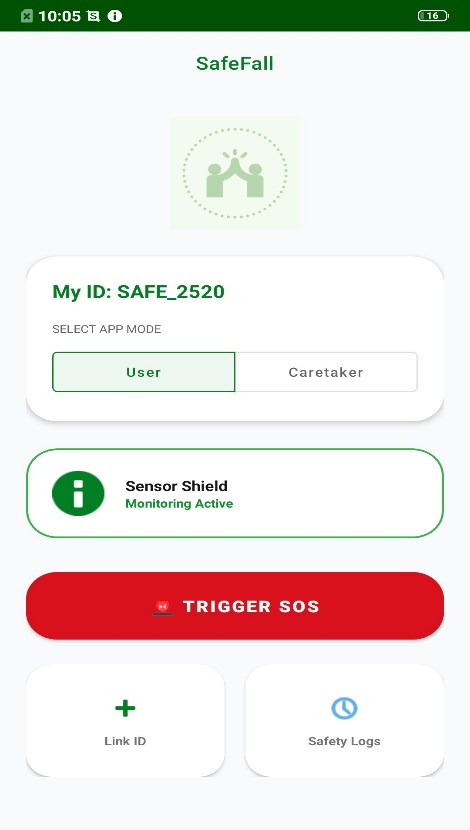 10:05
16
SafeFall
My ID: SAFE_2520
SELECT APP MODE
User
Caretaker
Sensor Shield
Monitoring Active
TRIGGER SOS
Link ID
Safety Logs